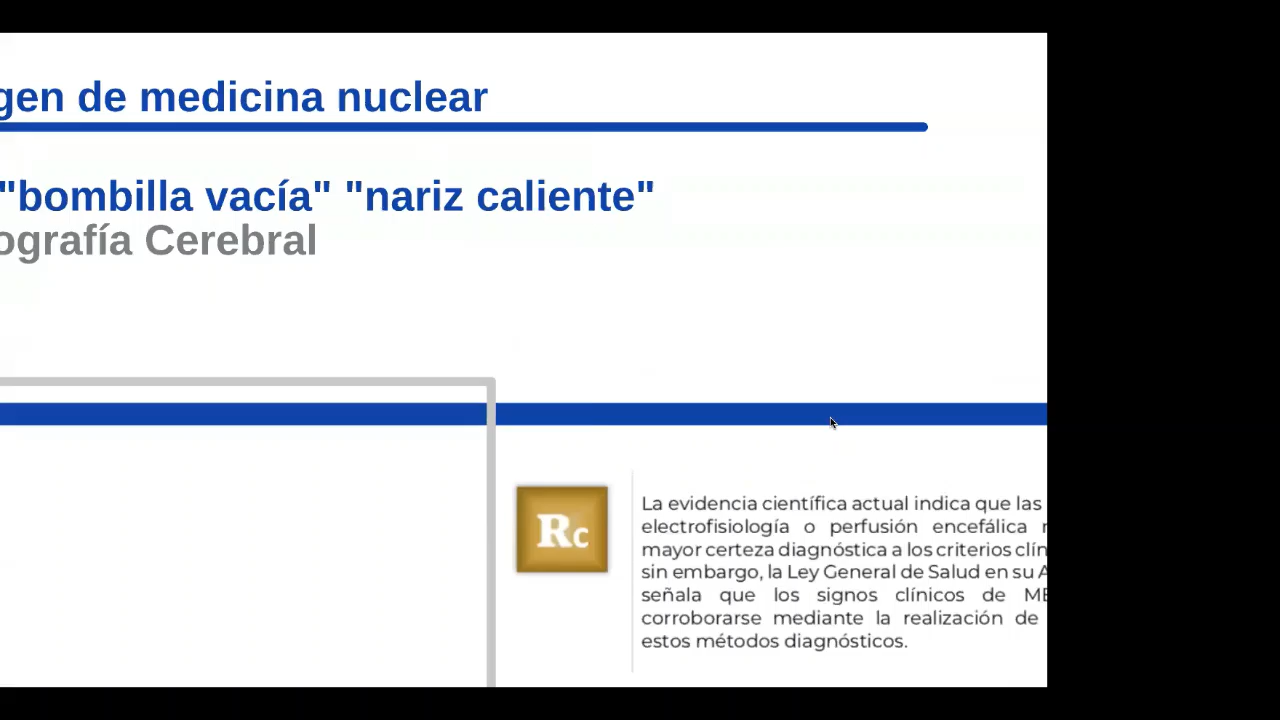 gen de medicina nuclear
"bombilla vacía" "nariz caliente"
ografía Cerebral
Rc
La evidencia científica actual indica que las
electrofisiología o perfusión encefálica
mayor certeza diagnóstica a los criterios clín
sin embargo, la Ley General de Salud en su A
señala que los signos clínicos de ME
corroborarse mediante la realización de
estos métodos diagnósticos.